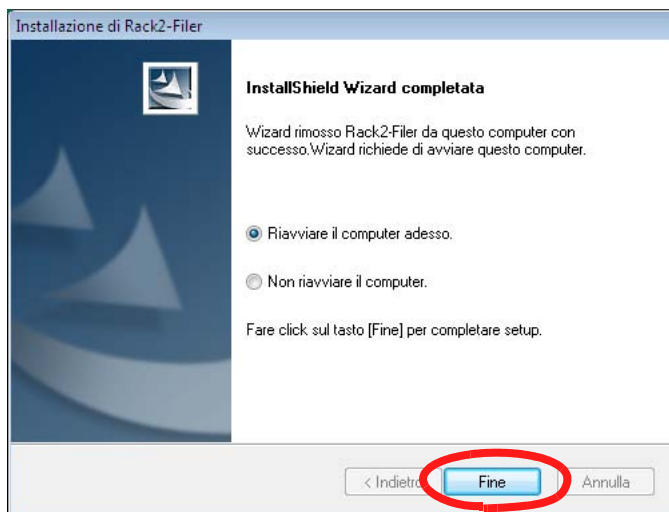 Installazione di Rack2-Filer
InstallShield Wizard completata
Wizard rimosso Rack2-Filer da questo computer con
successo.Wizard richiede di avviare questo computer.
Riavviare il computer adesso.
Non riavviare il computer.
Fare click sul tasto [Fine] per completare setup.
< Indietro
Fine
Annulla